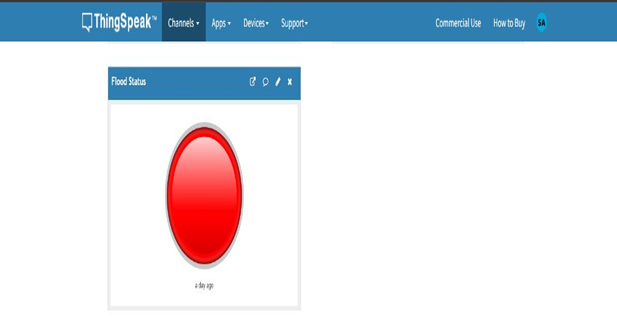 ThingSpeak™ Channels Apps Devices Support Commercial Use How to Buy SA
Flood Status
a day ago